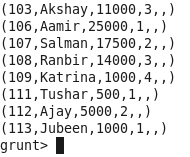 (103,Akshay,11000,3,,)
(106,Aamir,25000,1,,)
(107,Salman,17500,2,,)
(108,Ranbir,14000,3,,)
(109,Katrina,1000,4,,)
(111,Tushar,500,1,,)
(112,Ajay,5000,2,,)
(113,Jubeen,1000,1,,)
grunt>